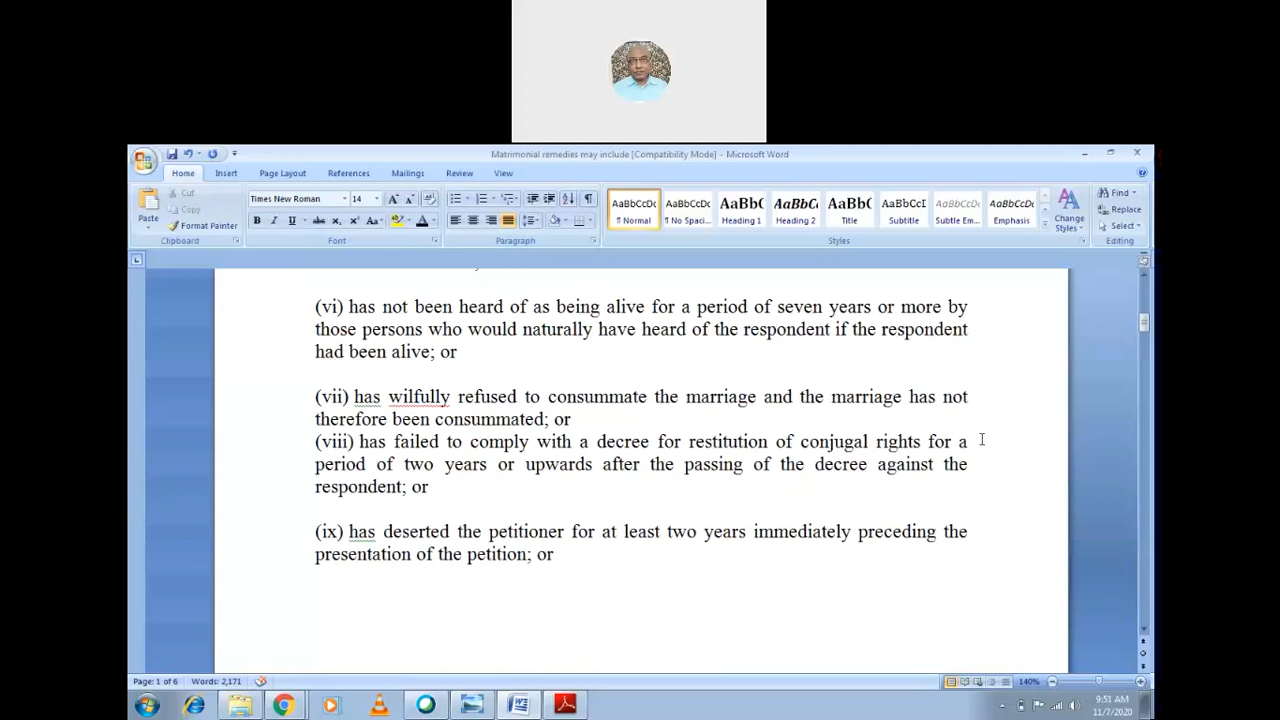 Matrimonial remedies may include [Compatibility Mode] - Microsoft Word
Home Insert Page Layout References Mailings Review View
Paste
Cut
Copy
Format Painter
Clipboard
Times New Roman 14
Font
Paragraph
AaBbCcDc AaBbCcDc AaBbC AaBbCc AaBb AaBbCc AaBbCcDc AaBbCcDc
¶ Normal ¶ No Spaci... Heading 1 Heading 2 Title Subtitle Subtle Em... Emphasis
Change Styles
Styles
Find
Replace
Select
Editing
(vi) has not been heard of as being alive for a period of seven years or more by
those persons who would naturally have heard of the respondent if the respondent
had been alive; or
(vii) has wilfully refused to consummate the marriage and the marriage has not
therefore been consummated; or
(viii) has failed to comply with a decree for restitution of conjugal rights for a
period of two years or upwards after the passing of the decree against the
respondent; or
(ix) has deserted the petitioner for at least two years immediately preceding the
presentation of the petition; or
Page: 1 of 6 Words: 2,171 140%
9:51 AM
11/7/2020